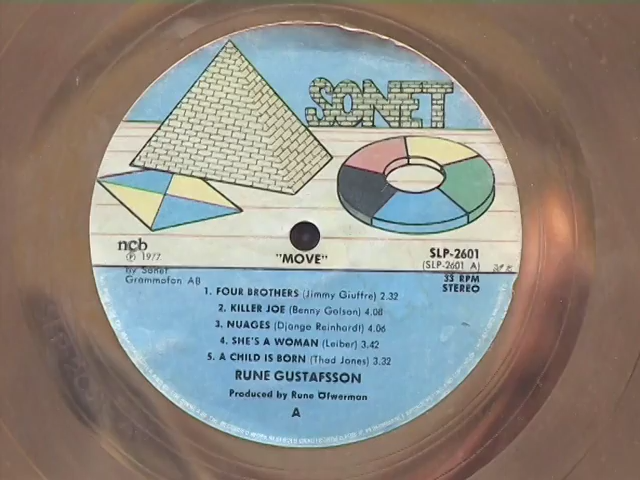 SONET
ncb
℗ 1977
by Sonet
Grammofon AB
"MOVE"
SLP-2601
(SLP-2601 A)
33 RPM
STEREO
1. FOUR BROTHERS (Jimmy Giuffre) 2.32
2. KILLER JOE (Benny Golson) 4.08
3. NUAGES (Django Reinhardt) 4.06
4. SHE'S A WOMAN (Leiber) 3.42
5. A CHILD IS BORN (Thad Jones) 3.32
RUNE GUSTAFSSON
Produced by Rune Öfwerman
A